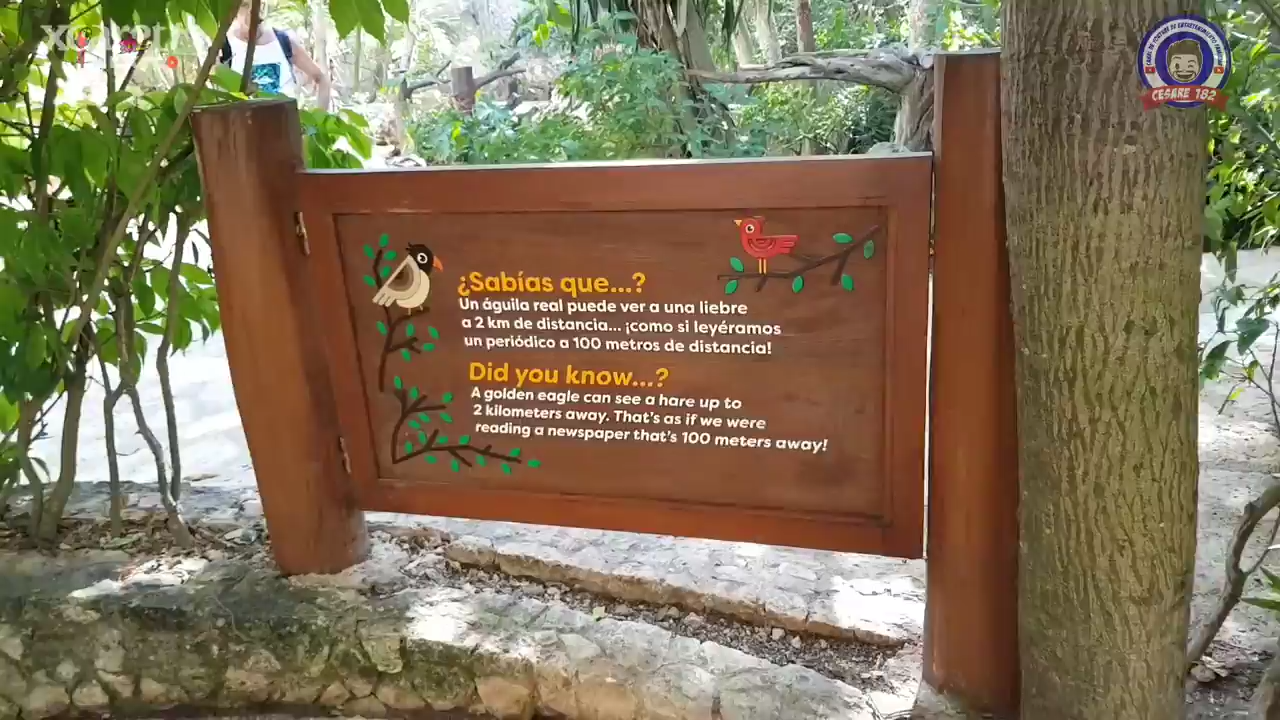 ¿Sabías que...?
Un águila real puede ver a una liebre
a 2 km de distancia... ¡como si leyéramos
un periódico a 100 metros de distancia!
Did you know...?
A golden eagle can see a hare up to
2 kilometers away. That's as if we were
reading a newspaper that's 100 meters away!
CESARE 182